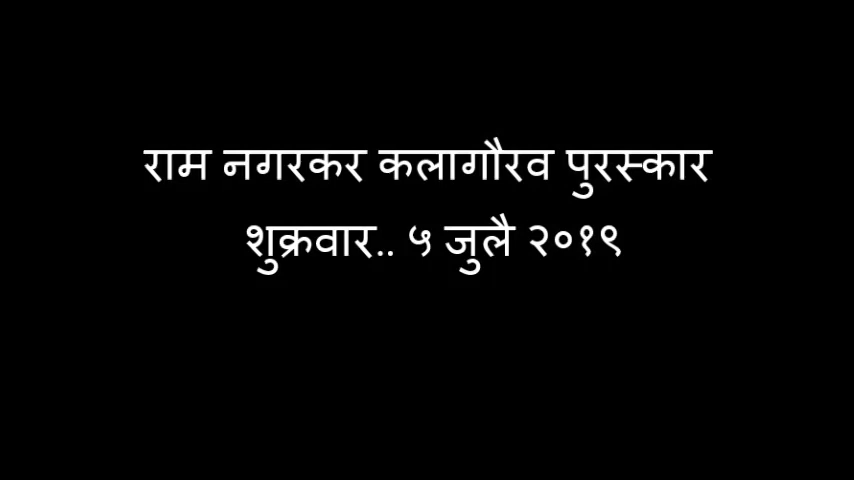 राम नगरकर कलागौरव पुरस्कार
शुक्रवार.. ५ जुलै २०१९